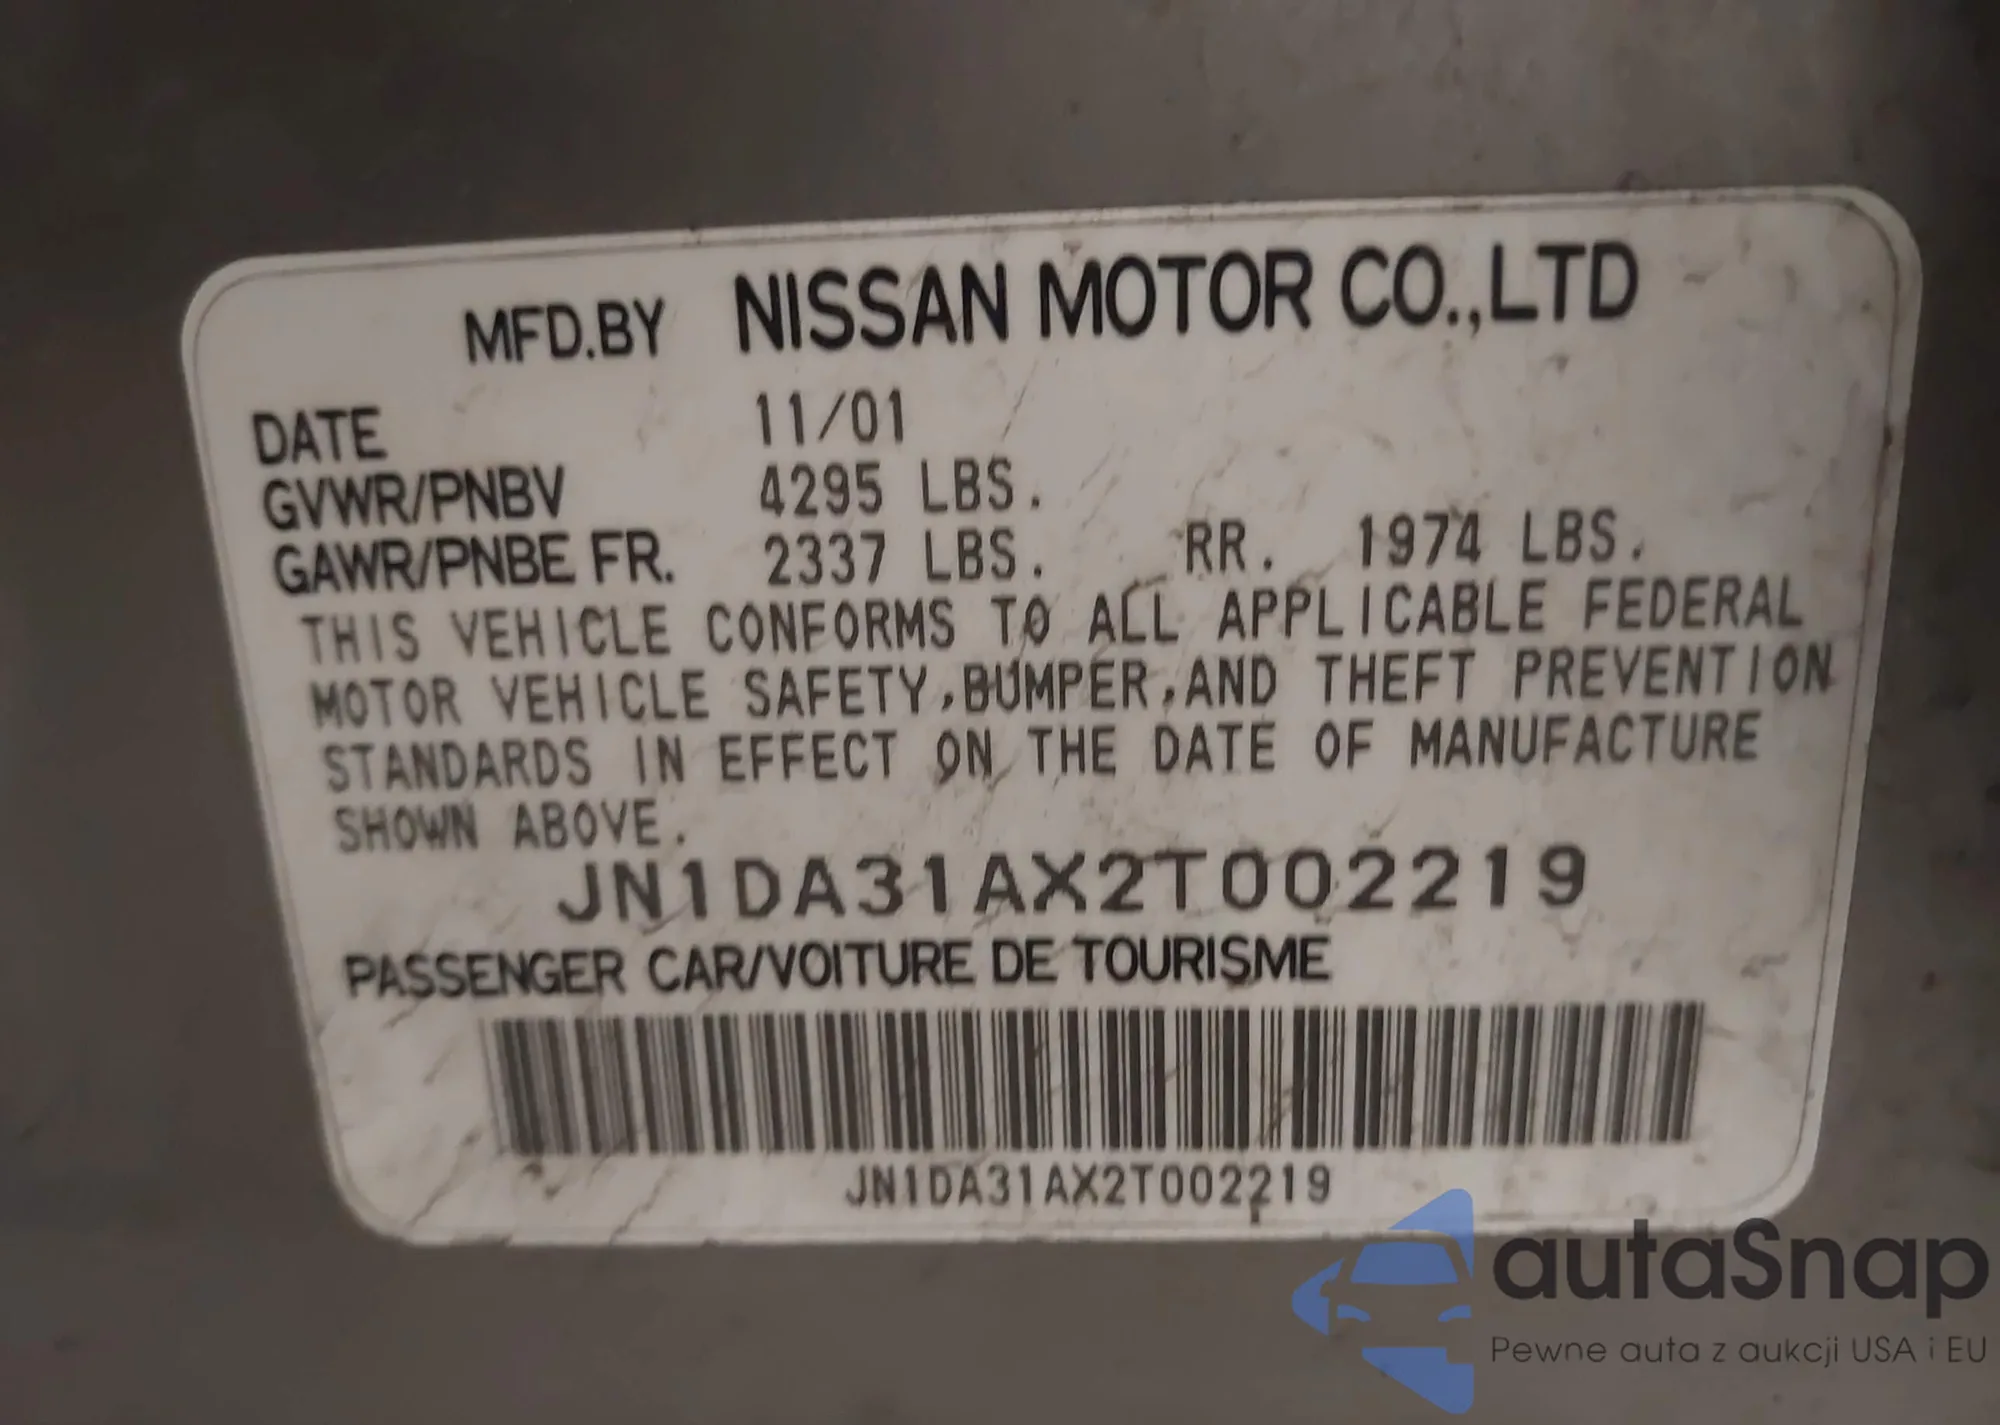 MFD.BY NISSAN MOTOR CO.,LTD
DATE 11/01
GVWR/PNBV 4295 LBS.
GAWR/PNBE FR. 2337 LBS. RR. 1974 LBS.
THIS VEHICLE CONFORMS TO ALL APPLICABLE FEDERAL
MOTOR VEHICLE SAFETY,BUMPER,AND THEFT PREVENTION
STANDARDS IN EFFECT ON THE DATE OF MANUFACTURE
SHOWN ABOVE.
JN1DA31AX2T002219
PASSENGER CAR/VOITURE DE TOURISME
JN1DA31AX2T002219
autaSnap
Pewne auta z aukcji USA i EU